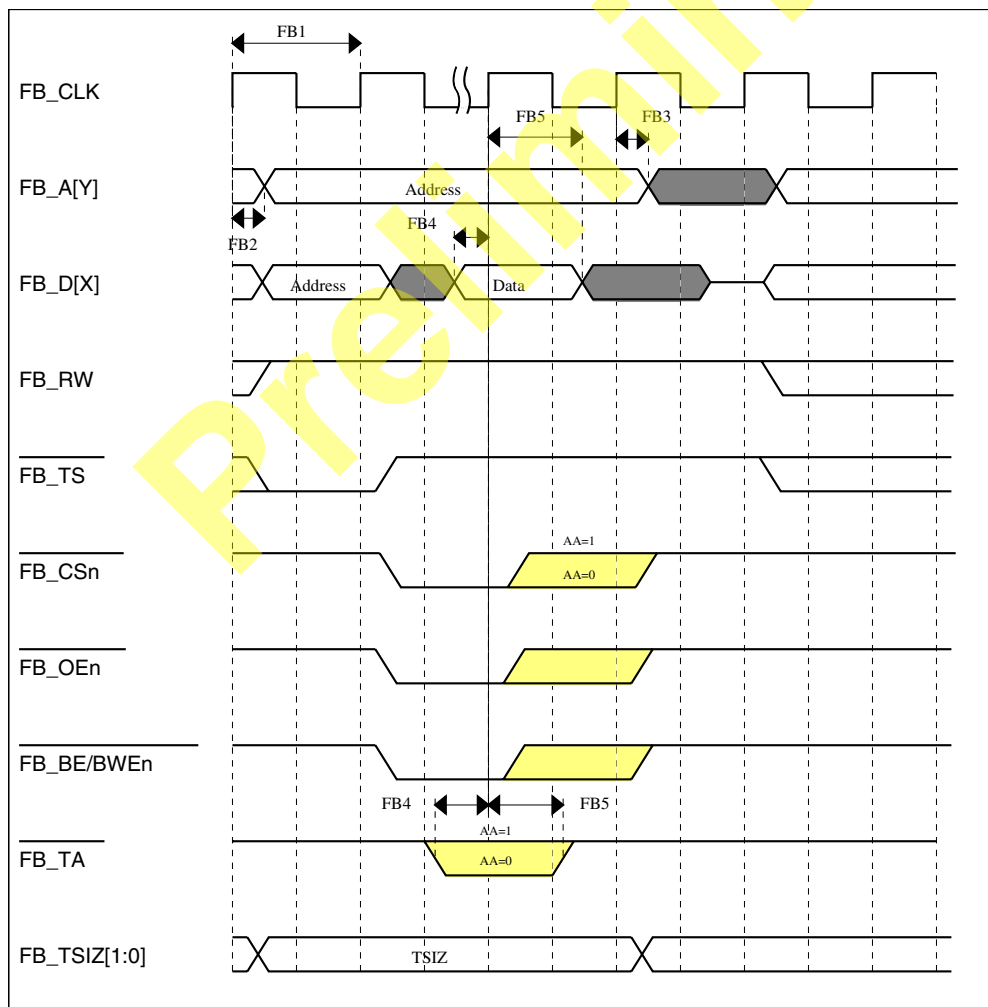 FB1
FB_CLK
FB5
FB3
FB_A[Y]
Address
FB4
FB2
FB_D[X]
Address
Data
FB_RW
FB_TS
AA=1
FB_CSn
AA=0
FB_OEn
FB_BE/BWEn
FB4
FB5
AA=1
FB_TA
AA=0
FB_TSIZ[1:0]
TSIZ
Prelimin